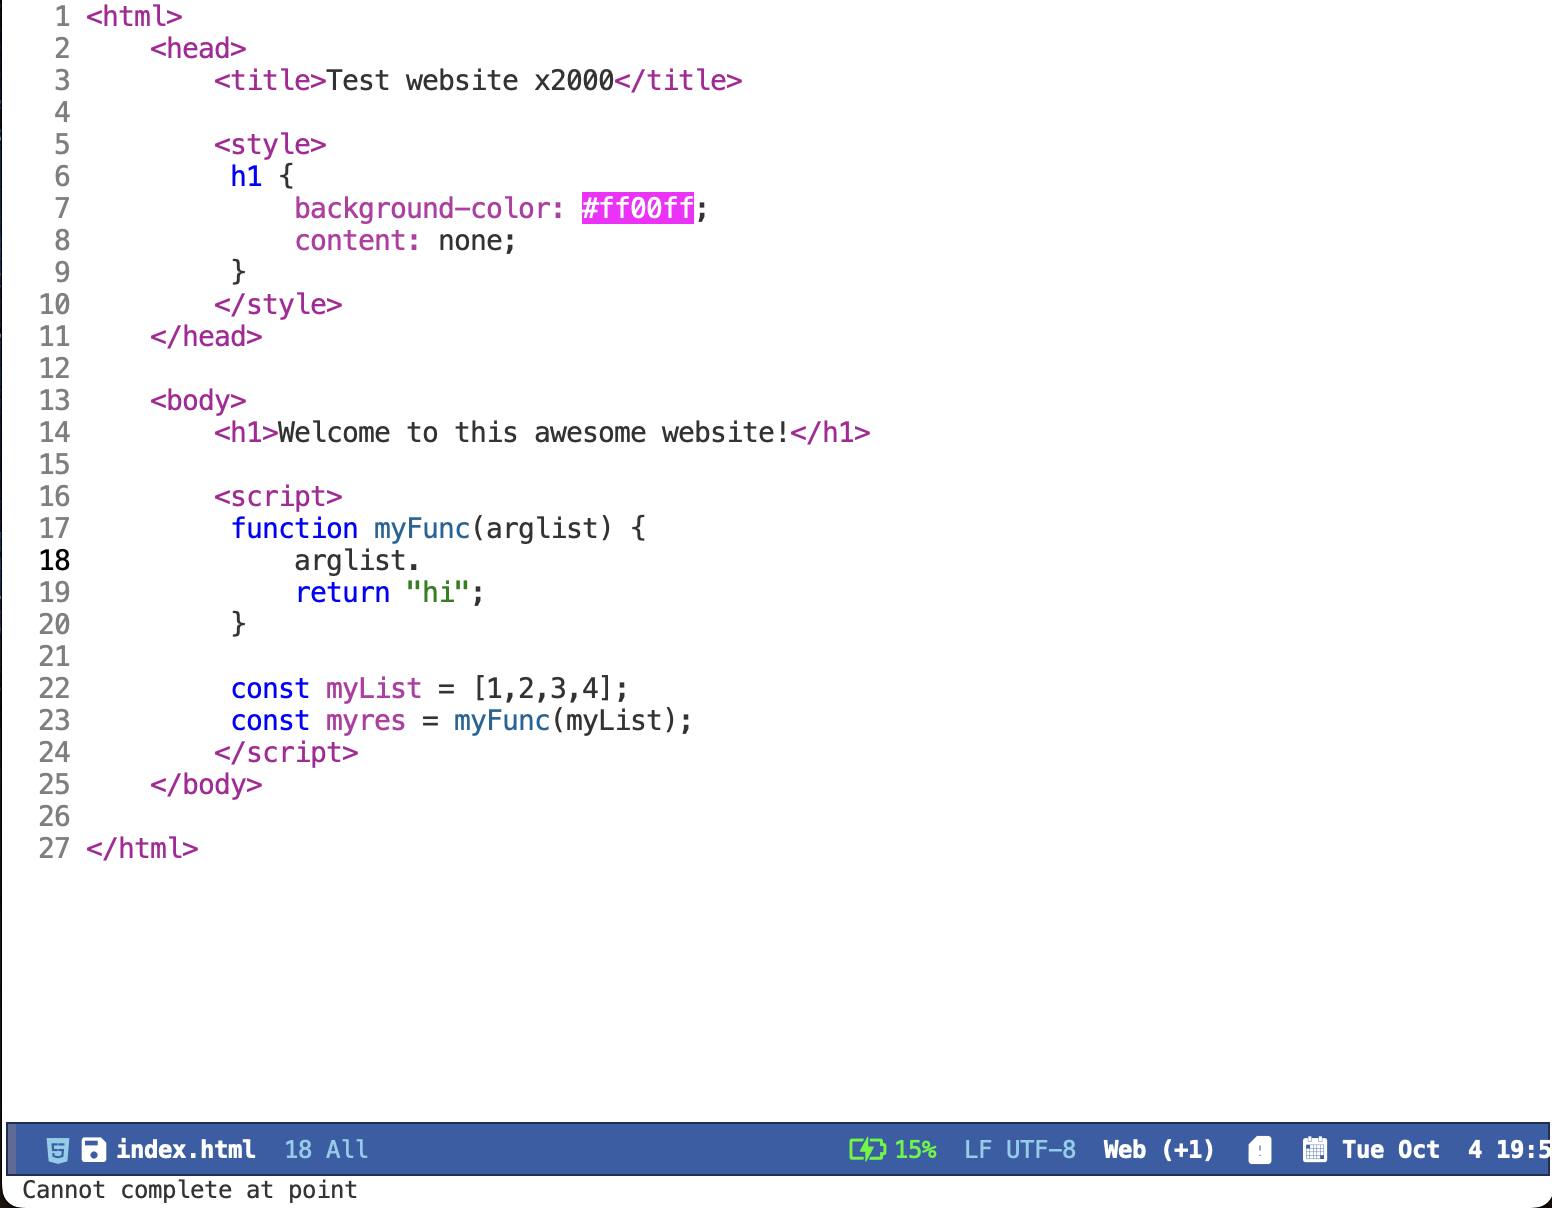 1 <html>
2     <head>
3         <title>Test website x2000</title>
4
5         <style>
6          h1 {
7              background-color: #ff00ff;
8              content: none;
9          }
10         </style>
11     </head>
12
13     <body>
14         <h1>Welcome to this awesome website!</h1>
15
16         <script>
17          function myFunc(arglist) {
18              arglist.
19              return "hi";
20          }
21
22          const myList = [1,2,3,4];
23          const myres = myFunc(myList);
24         </script>
25     </body>
26
27 </html>
index.html 18 All 15% LF UTF-8 Web (+1) Tue Oct 4 19:5
Cannot complete at point